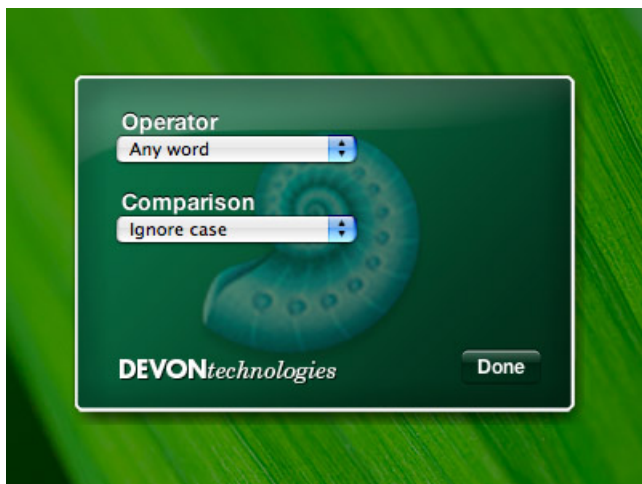 Operator
Any word
Comparison
Ignore case
DEVONtechnologies
Done